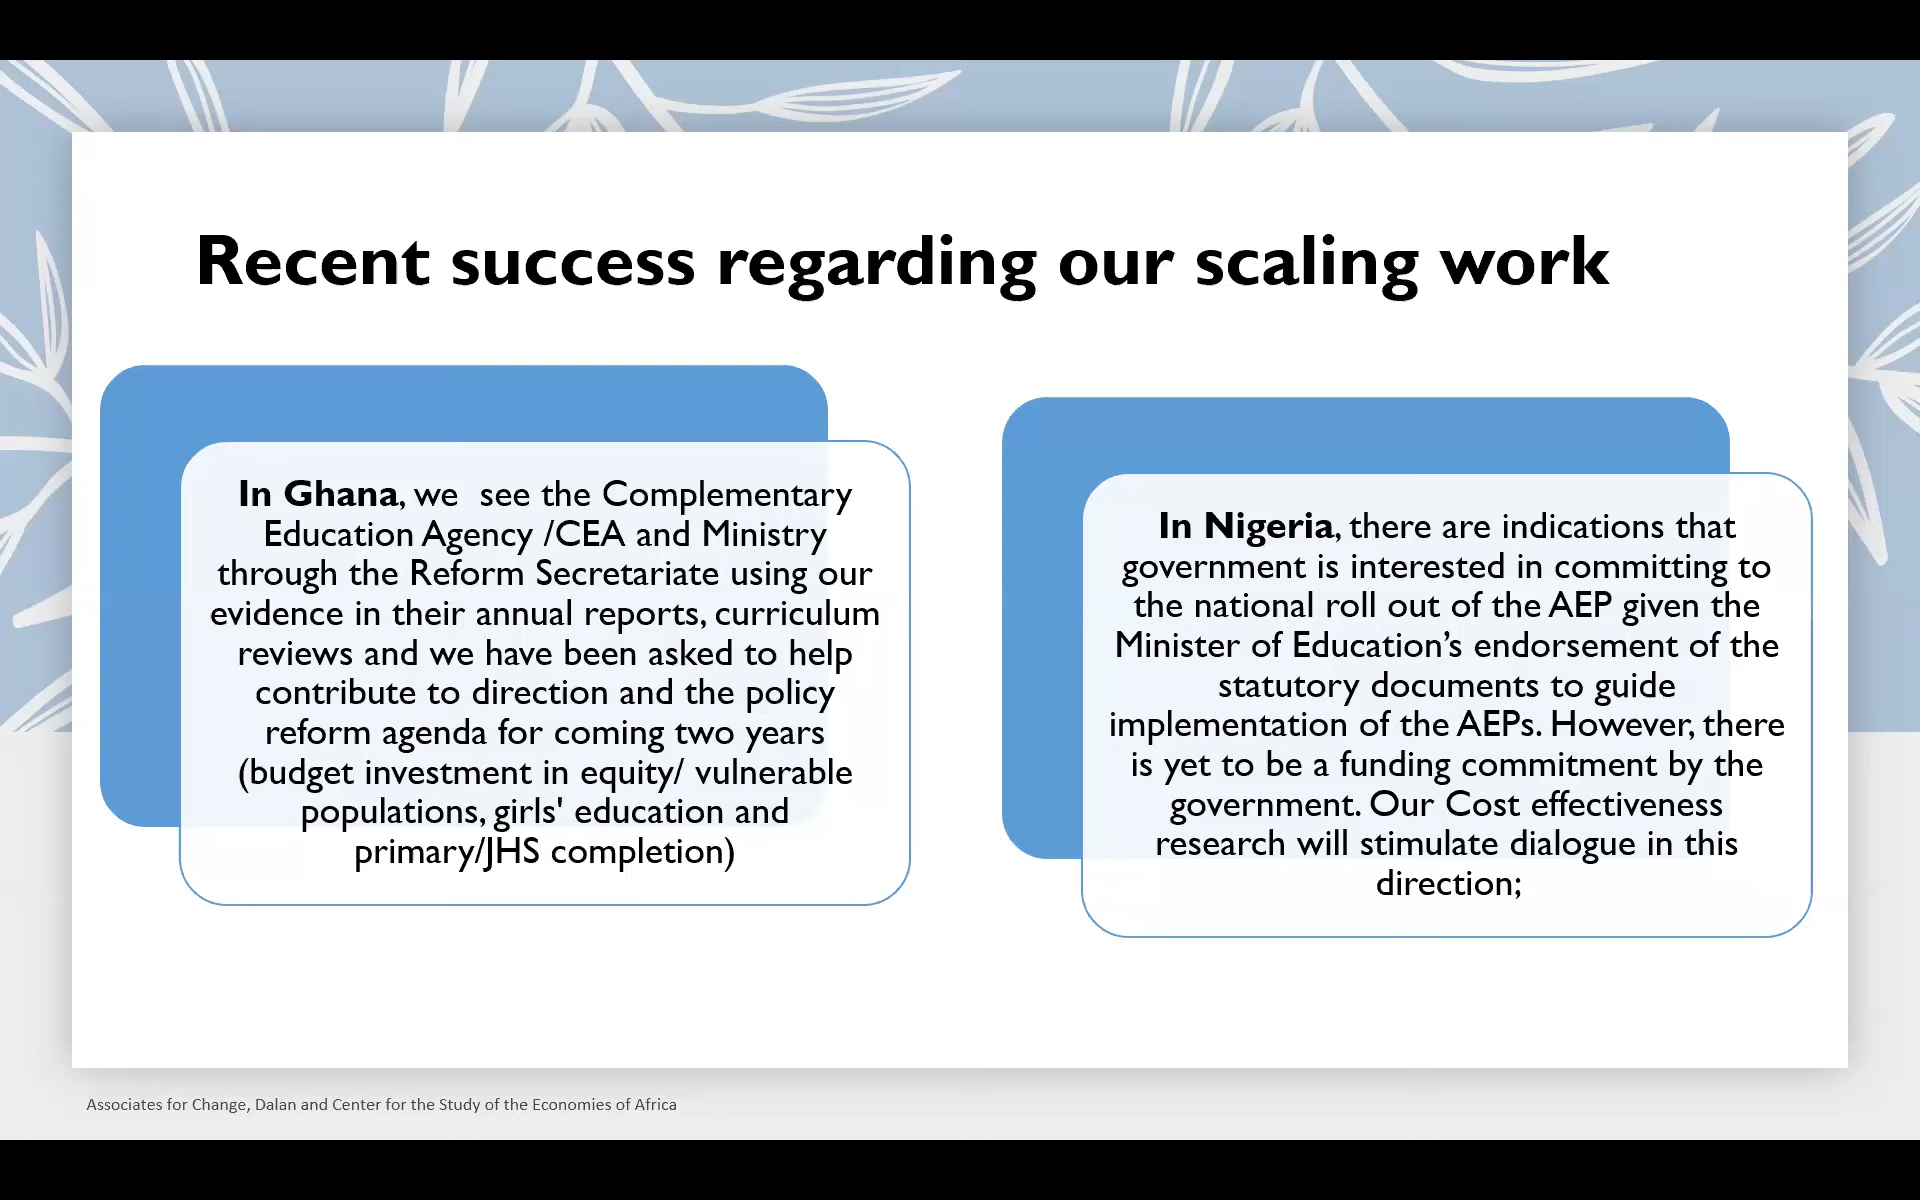 Recent success regarding our scaling work
In Ghana, we  see the Complementary
Education Agency /CEA and Ministry
through the Reform Secretariate using our
evidence in their annual reports, curriculum
reviews and we have been asked to help
contribute to direction and the policy
reform agenda for coming two years
(budget investment in equity/ vulnerable
populations, girls' education and
primary/JHS completion)
In Nigeria, there are indications that
government is interested in committing to
the national roll out of the AEP given the
Minister of Education’s endorsement of the
statutory documents to guide
implementation of the AEPs. However, there
is yet to be a funding commitment by the
government. Our Cost effectiveness
research will stimulate dialogue in this
direction;
Associates for Change, Dalan and Center for the Study of the Economies of Africa